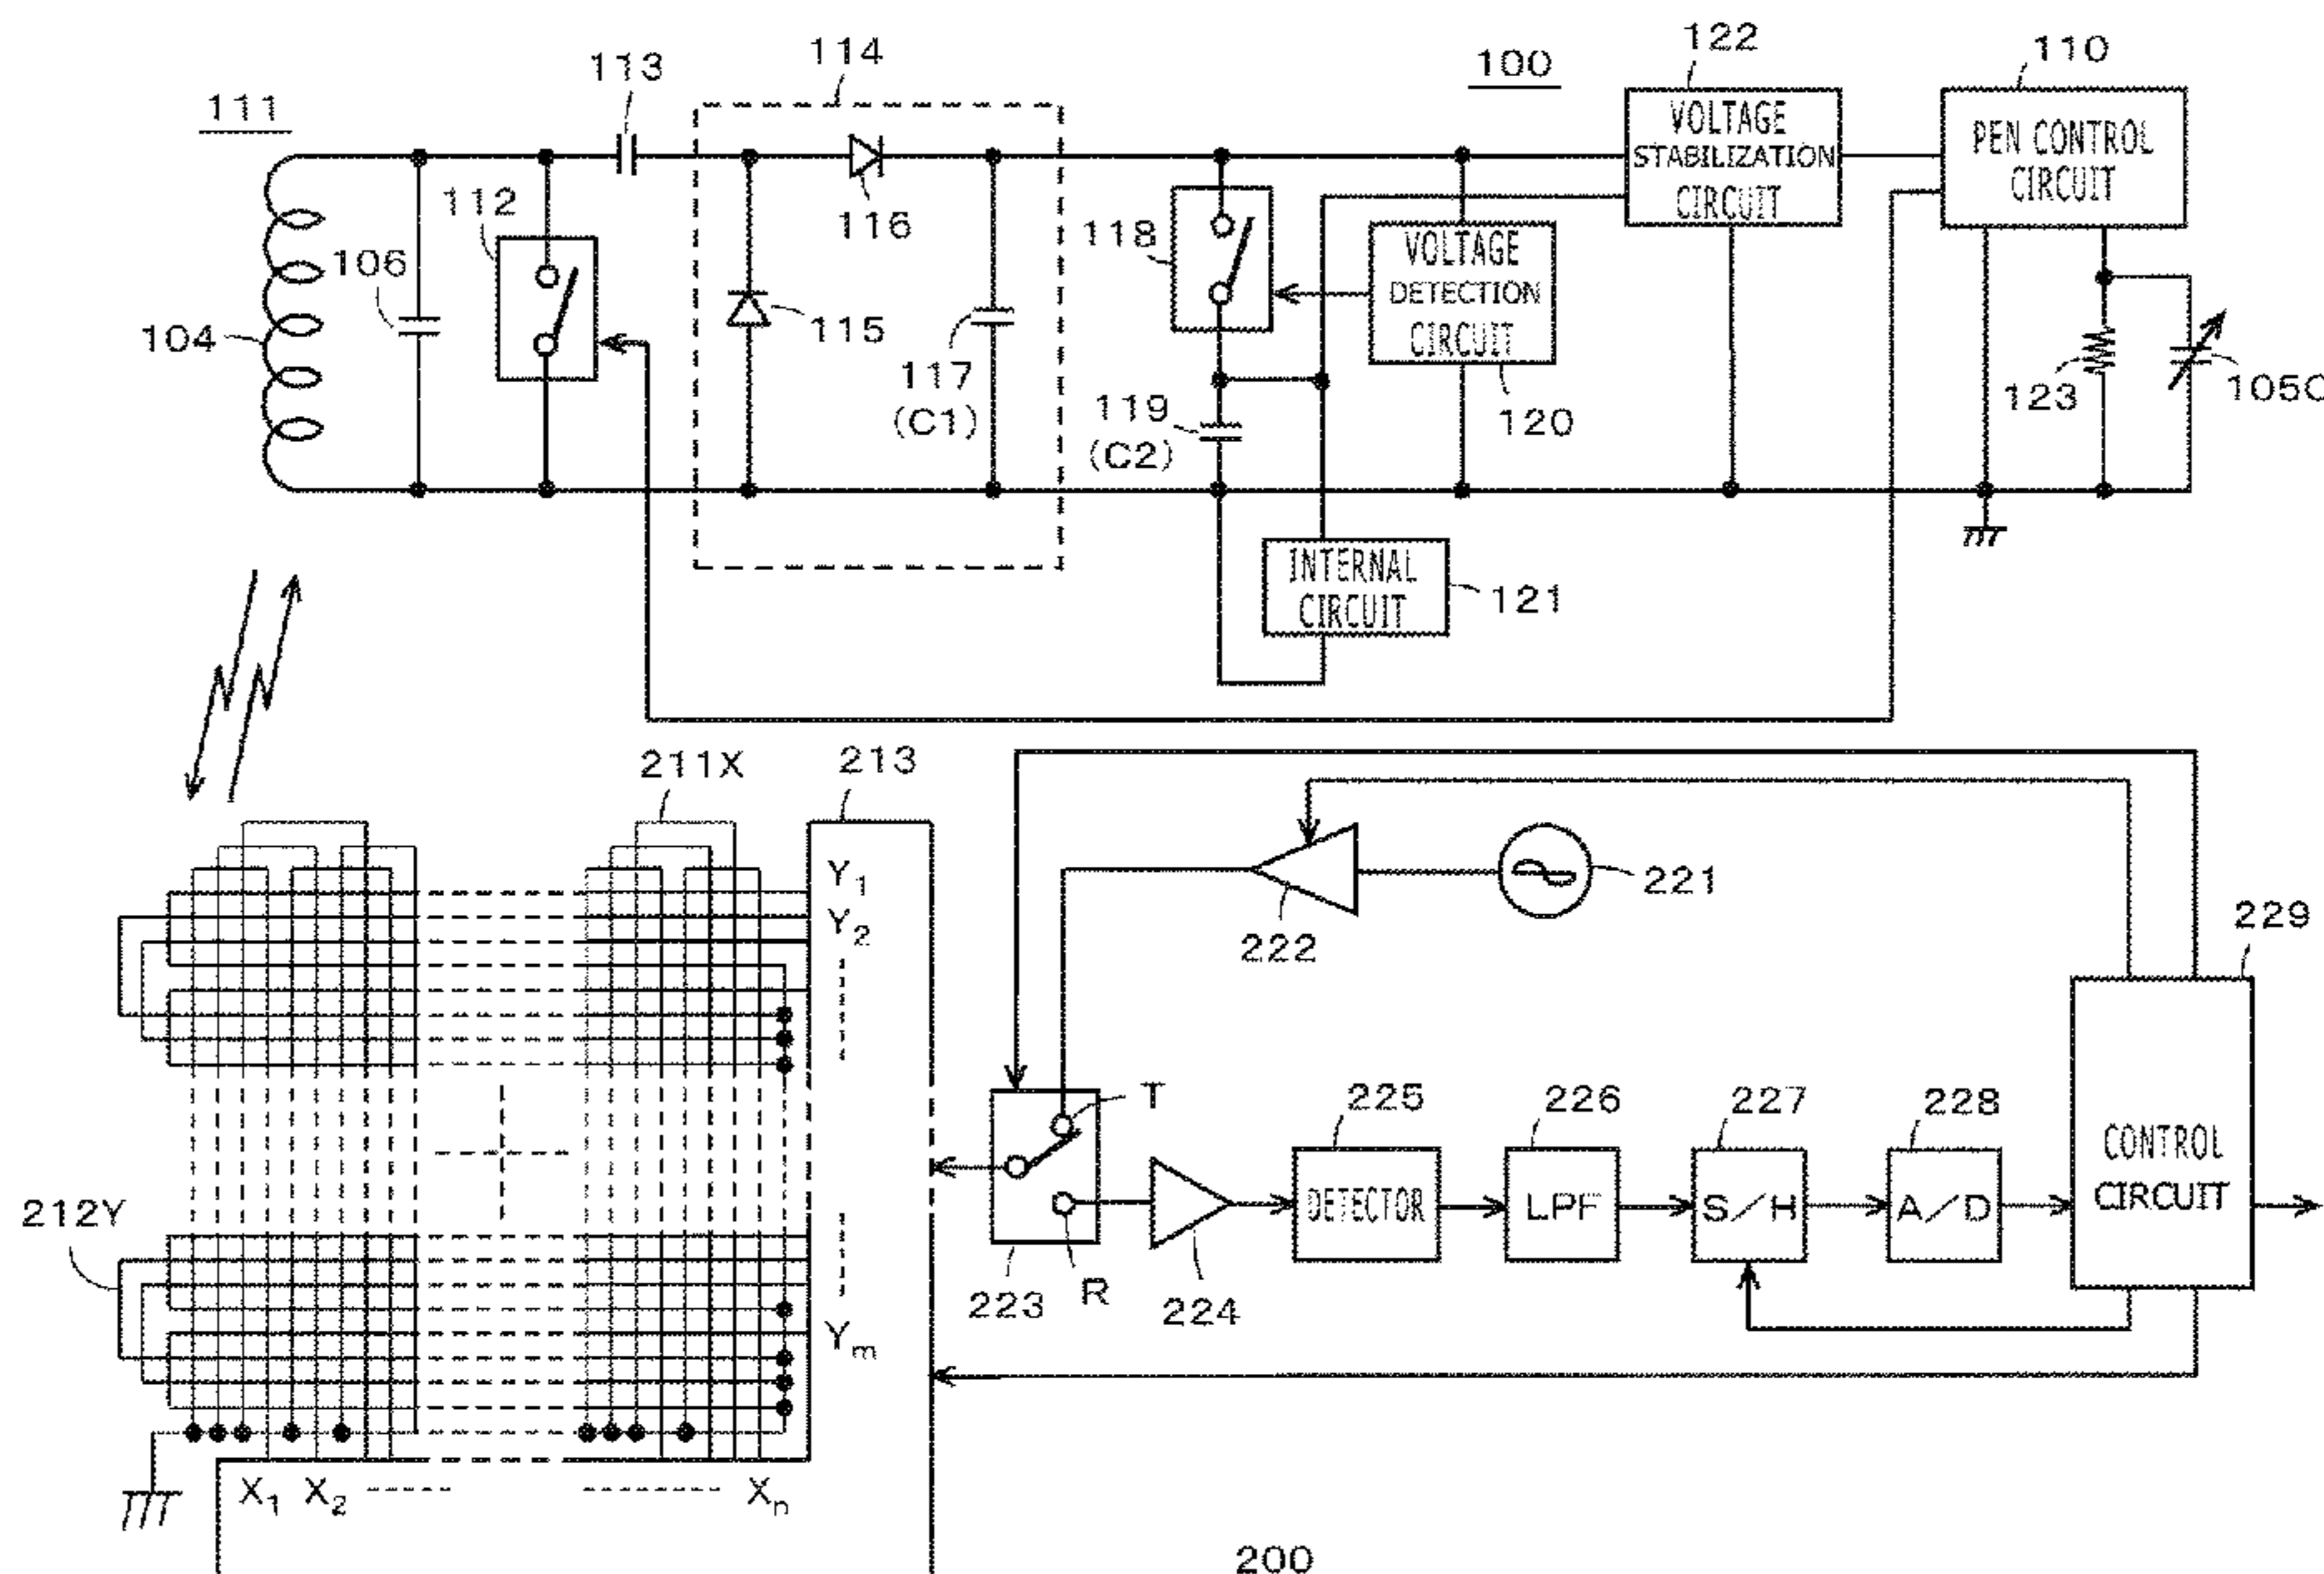 122
110
114
100
113
111
VOLTAGE
STABILIZATION
CIRCUIT
PEN CONTROL
CIRCUIT
112
116
118
VOLTAGE
DETECTION
CIRCUIT
106
104
115
117
(C1)
119
(C2)
120
123
105C
INTERNAL
CIRCUIT
121
211X
213
Y1
Y2
221
222
229
T
225
226
227
228
CONTROL
CIRCUIT
DETECTOR
LPF
S/H
A/D
212Y
R
223
224
Ym
X1 X2
Xn
200